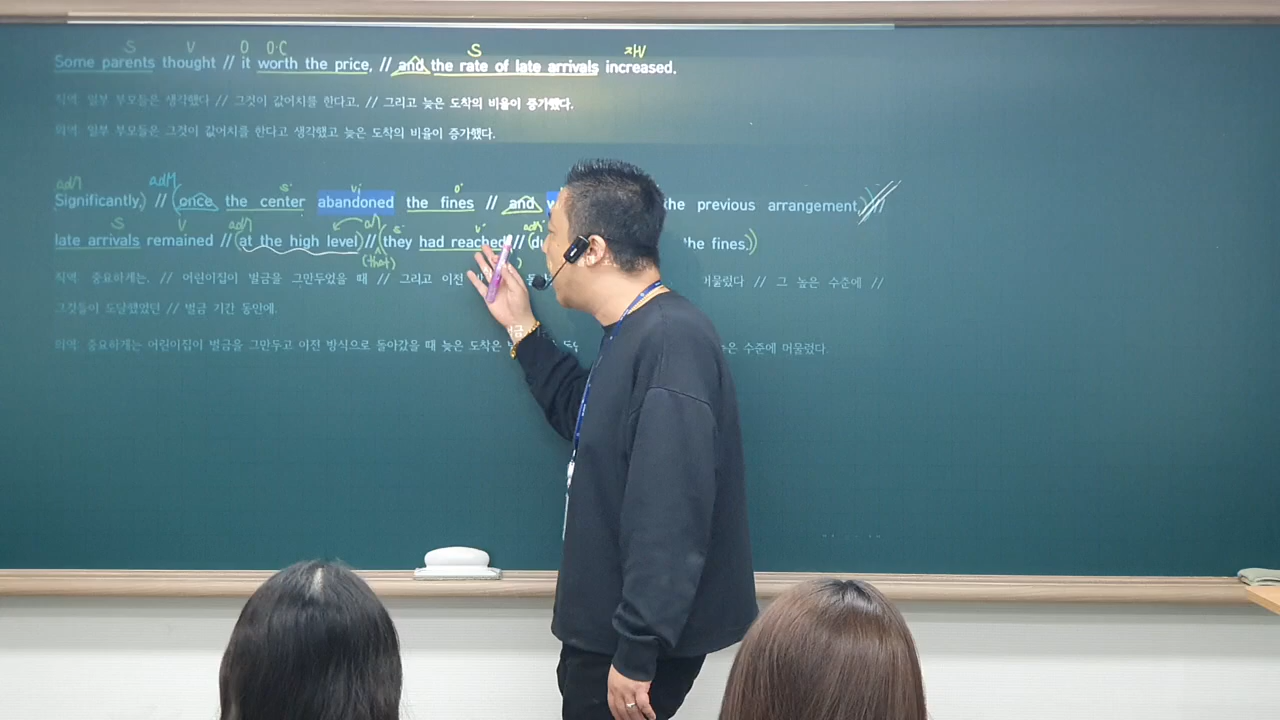 S V O O·C S 자V
Some parents thought // it worth the price, // and the rate of late arrivals increased.
직역: 일부 부모들은 생각했다 // 그것이 값어치를 한다고, // 그리고 늦은 도착의 비율이 증가했다.
의역: 일부 부모들은 그것이 값어치를 한다고 생각했고 늦은 도착의 비율이 증가했다.
adM adM s' v' o'
Significantly,) // (once the center abandoned the fines // and the previous arrangement,) //
S V adM aM s' v' adM'
late arrivals remained // (at the high level) // (they had reached // (du the fines.))
(that)
직역: 중요하게는, // 어린이집이 벌금을 그만두었을 때 // 그리고 이전 머물렀다 // 그 높은 수준에 //
그것들이 도달했었던 // 벌금 기간 동안에.
의역: 중요하게는 어린이집이 벌금을 그만두고 이전 방식으로 돌아갔을 때 늦은 도착은 수준에 머물렀다.